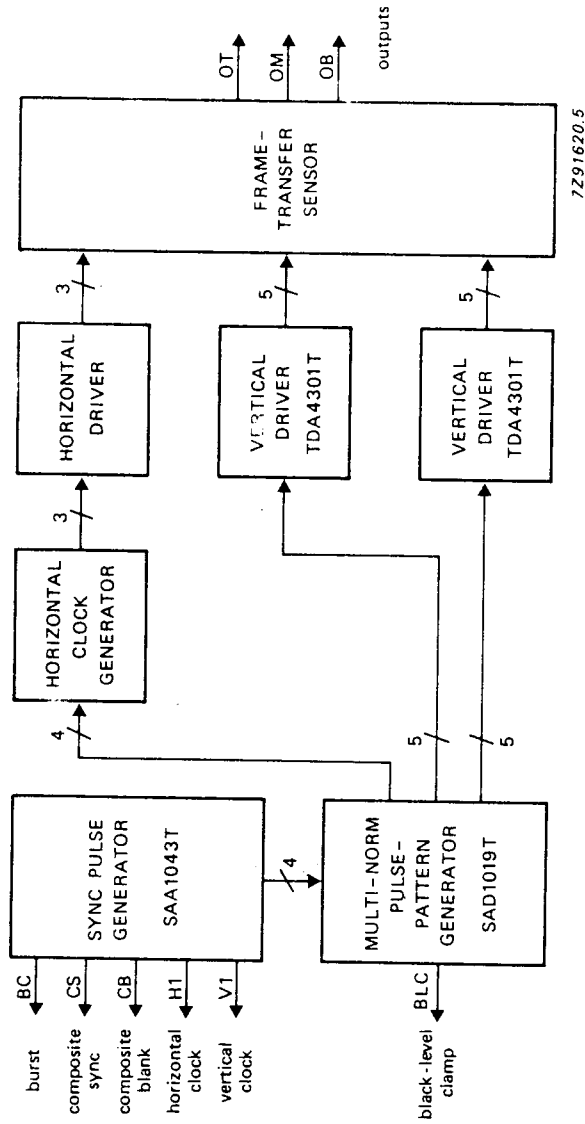 burst
BC
composite
sync
CS
composite
blank
CB
horizontal
clock
H1
vertical
clock
V1
SYNC PULSE
GENERATOR
SAA1043T
4
black-level
clamp
BLC
MULTI-NORM
PULSE-
PATTERN
GENERATOR
SAD1019T
4
HORIZONTAL
CLOCK
GENERATOR
3
HORIZONTAL
DRIVER
3
5
VERTICAL
DRIVER
TDA4301T
5
5
VERTICAL
DRIVER
TDA4301T
5
FRAME-
TRANSFER
SENSOR
OT
OM
OB
outputs
7Z91620.5